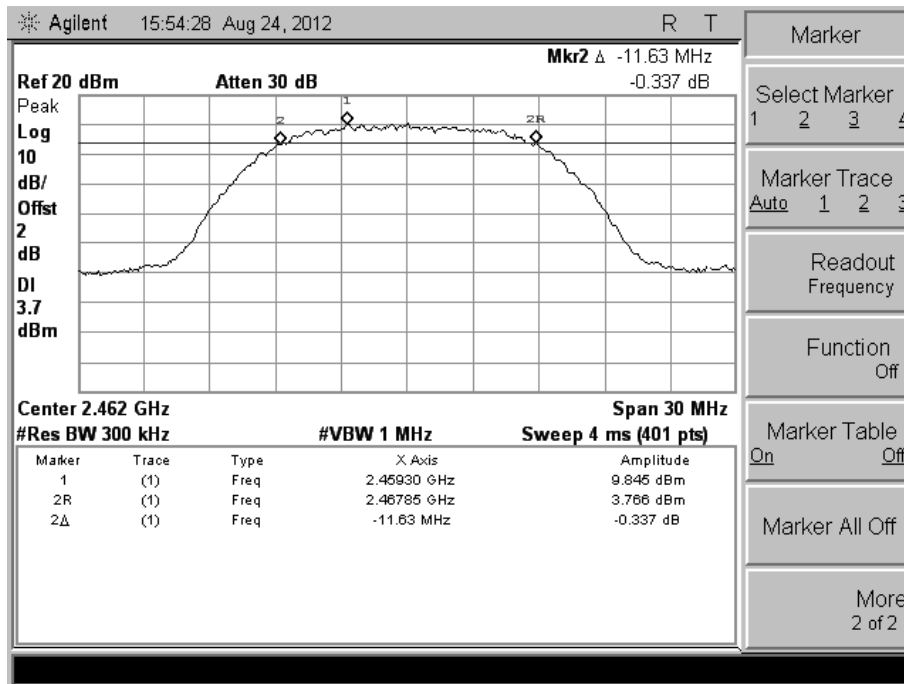 Agilent 15:54:28 Aug 24, 2012 R T
Mkr2 Δ -11.63 MHz
Ref 20 dBm Atten 30 dB -0.337 dB
Peak
Log
10
dB/
Offst
2
dB
DI
3.7
dBm
2 1 2R
Center 2.462 GHz Span 30 MHz
#Res BW 300 kHz #VBW 1 MHz Sweep 4 ms (401 pts)
Marker Trace Type X Axis Amplitude
1 (1) Freq 2.45930 GHz 9.845 dBm
2R (1) Freq 2.46785 GHz 3.766 dBm
2Δ (1) Freq -11.63 MHz -0.337 dB
Marker
Select Marker
1 2 3 4
Marker Trace
Auto 1 2 3
Readout
Frequency
Function
Off
Marker Table
On Off
Marker All Off
More
2 of 2